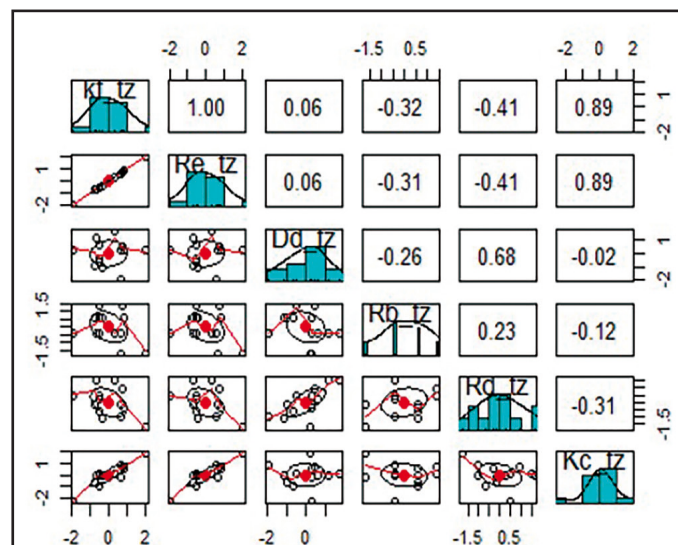 -2 0 2 -1.5 0.5 -2 0 2
kt_tz 1.00 0.06 -0.32 -0.41 0.89 -2 1
-2 1 Re_tz 0.06 -0.31 -0.41 0.89
Dd_tz -0.26 0.68 -0.02 -2 1
-1.5 1.5 Rb_tz 0.23 -0.12
Rd_tz -0.31 -1.5
-2 1 Kc_tz
-2 0 2 -2 0 -1.5 0.5